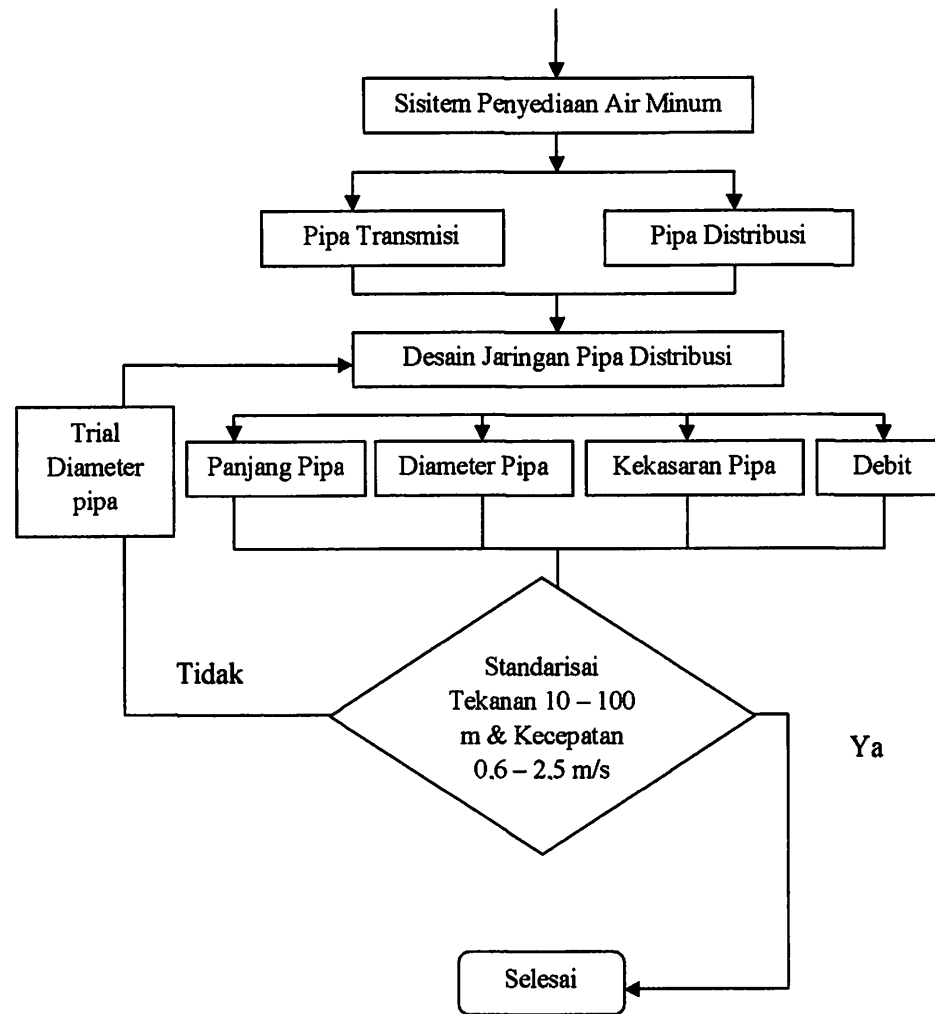 Sisitem Penyediaan Air Minum
Pipa Transmisi
Pipa Distribusi
Desain Jaringan Pipa Distribusi
Trial
Diameter
pipa
Panjang Pipa
Diameter Pipa
Kekasaran Pipa
Debit
Tidak
Standarisai
Tekanan 10 – 100
m & Kecepatan
0.6 – 2.5 m/s
Ya
Selesai